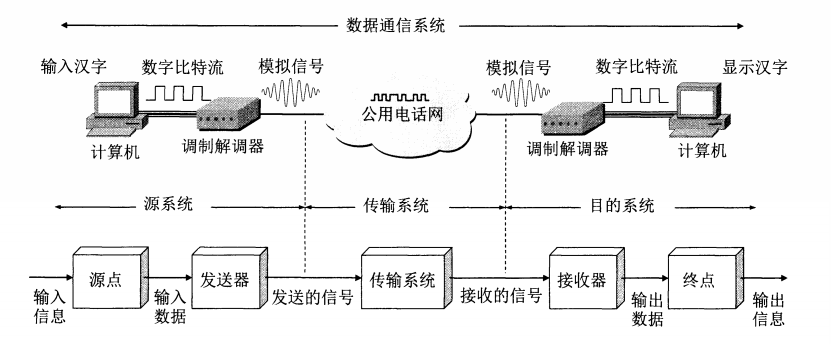 数据通信系统
输入汉字
数字比特流
模拟信号
模拟信号
数字比特流
显示汉字
公用电话网
计算机
调制解调器
调制解调器
计算机
源系统
传输系统
目的系统
源点
发送器
传输系统
接收器
终点
输入
信息
输入
数据
发送的信号
接收的信号
输出
数据
输出
信息